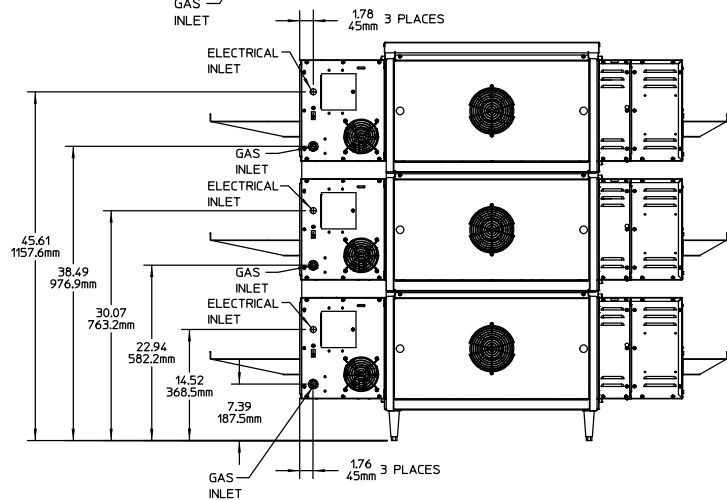 GAS
INLET
1.78
45mm 3 PLACES
ELECTRICAL
INLET
GAS
INLET
ELECTRICAL
INLET
45.61
1157.6mm
38.49
976.9mm
30.07
763.2mm
GAS
INLET
ELECTRICAL
INLET
22.94
582.2mm
14.52
368.5mm
7.39
187.5mm
1.76
45mm 3 PLACES
GAS
INLET